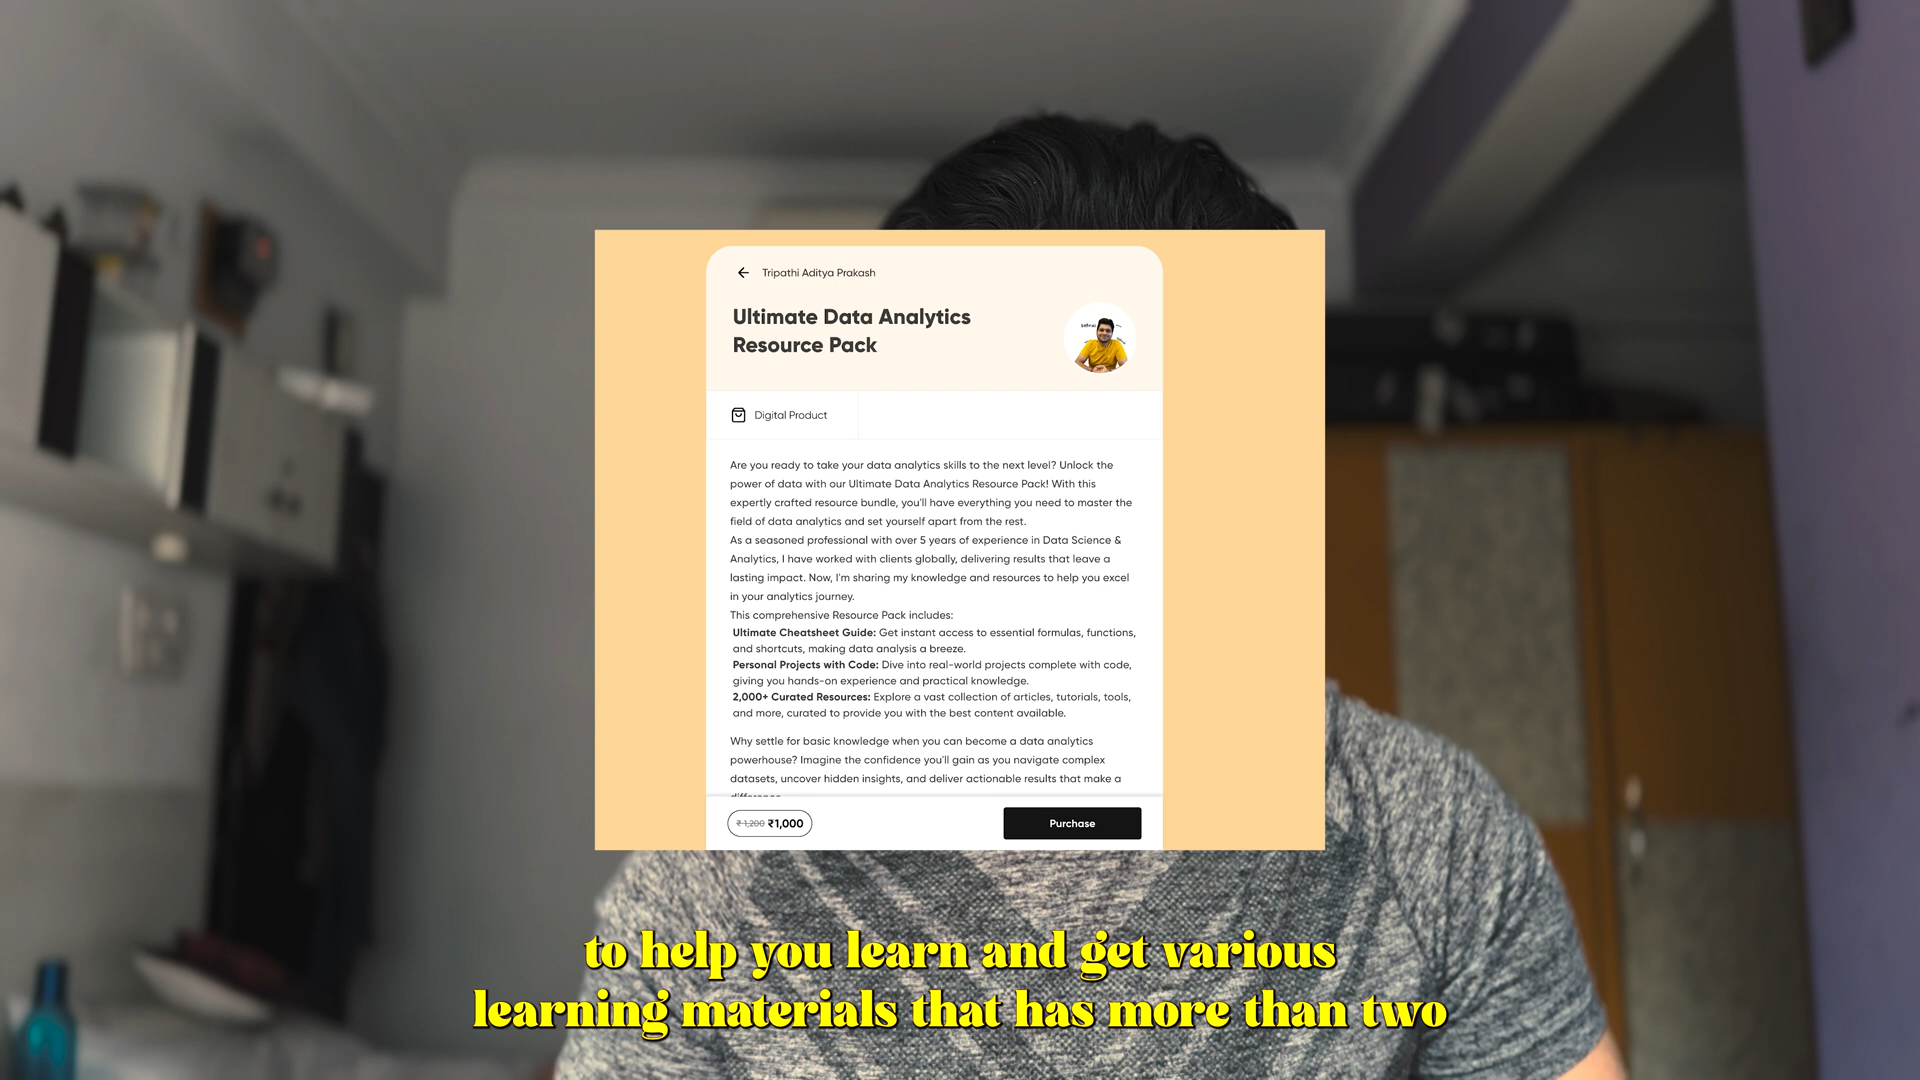 Tripathi Aditya Prakash
Ultimate Data Analytics
Resource Pack
Digital Product
Are you ready to take your data analytics skills to the next level? Unlock the
power of data with our Ultimate Data Analytics Resource Pack! With this
expertly crafted resource bundle, you'll have everything you need to master the
field of data analytics and set yourself apart from the rest.
As a seasoned professional with over 5 years of experience in Data Science &
Analytics, I have worked with clients globally, delivering results that leave a
lasting impact. Now, I'm sharing my knowledge and resources to help you excel
in your analytics journey.
This comprehensive Resource Pack includes:
Ultimate Cheatsheet Guide: Get instant access to essential formulas, functions,
and shortcuts, making data analysis a breeze.
Personal Projects with Code: Dive into real-world projects complete with code,
giving you hands-on experience and practical knowledge.
2,000+ Curated Resources: Explore a vast collection of articles, tutorials, tools,
and more, curated to provide you with the best content available.
Why settle for basic knowledge when you can become a data analytics
powerhouse? Imagine the confidence you'll gain as you navigate complex
datasets, uncover hidden insights, and deliver actionable results that make a
₹ 1,200 ₹1,000
Purchase
to help you learn and get various
learning materials that has more than two